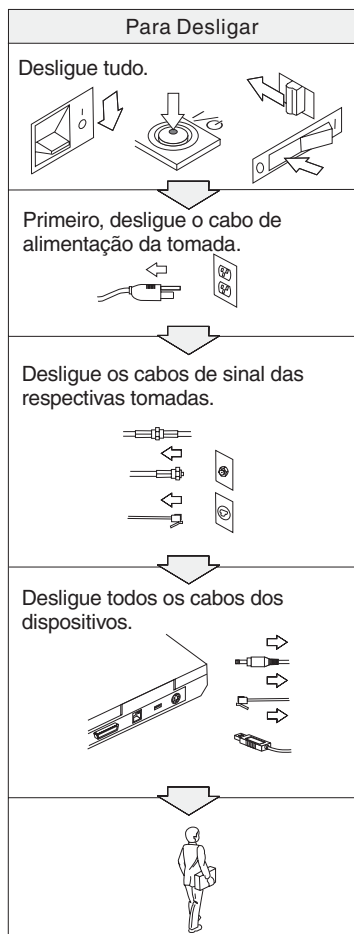 Para Desligar
Desligue tudo.
Primeiro, desligue o cabo de
alimentação da tomada.
Desligue os cabos de sinal das
respectivas tomadas.
Desligue todos os cabos dos
dispositivos.